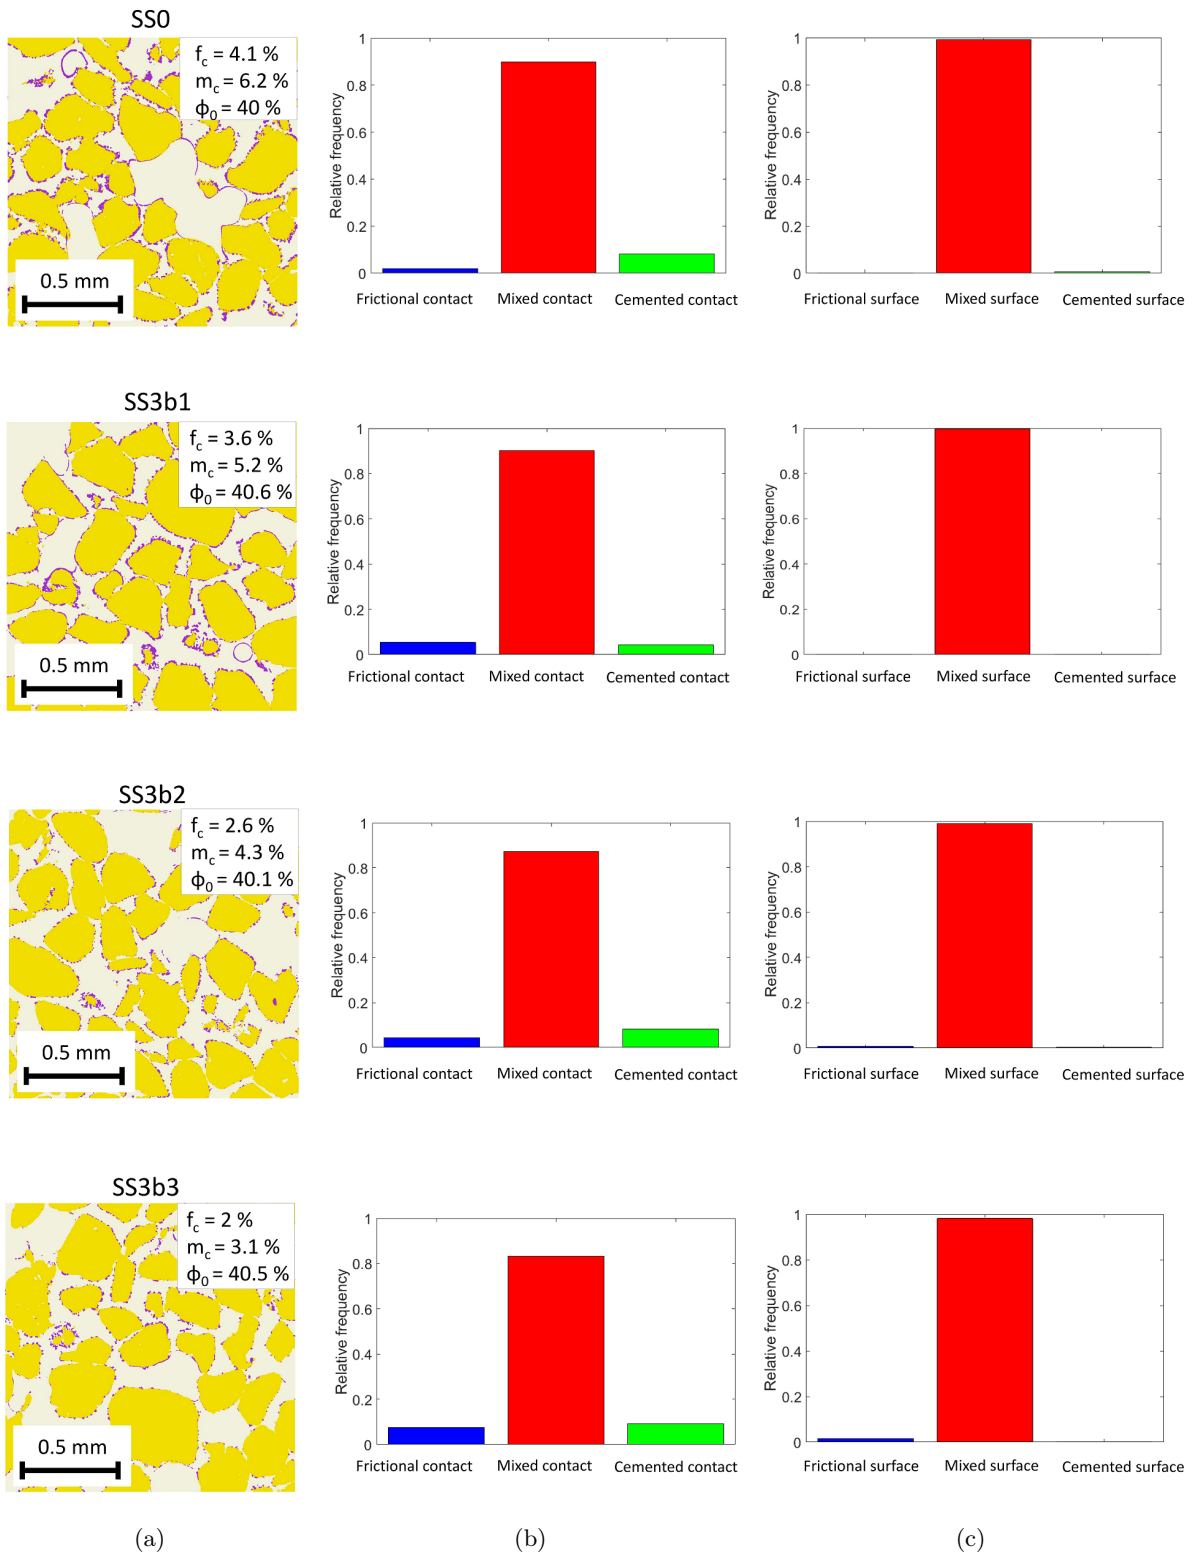 SS0
f_c = 4.1 %
m_c = 6.2 %
ϕ_0 = 40 %
0.5 mm
Relative frequency
1
0.8
0.6
0.4
0.2
0
Frictional contact Mixed contact Cemented contact
Relative frequency
1
0.8
0.6
0.4
0.2
0
Frictional surface Mixed surface Cemented surface
SS3b1
f_c = 3.6 %
m_c = 5.2 %
ϕ_0 = 40.6 %
0.5 mm
Relative frequency
1
0.8
0.6
0.4
0.2
0
Frictional contact Mixed contact Cemented contact
Relative frequency
1
0.8
0.6
0.4
0.2
0
Frictional surface Mixed surface Cemented surface
SS3b2
f_c = 2.6 %
m_c = 4.3 %
ϕ_0 = 40.1 %
0.5 mm
Relative frequency
1
0.8
0.6
0.4
0.2
0
Frictional contact Mixed contact Cemented contact
Relative frequency
1
0.8
0.6
0.4
0.2
0
Frictional surface Mixed surface Cemented surface
SS3b3
f_c = 2 %
m_c = 3.1 %
ϕ_0 = 40.5 %
0.5 mm
Relative frequency
1
0.8
0.6
0.4
0.2
0
Frictional contact Mixed contact Cemented contact
Relative frequency
1
0.8
0.6
0.4
0.2
0
Frictional surface Mixed surface Cemented surface
(a) (b) (c)